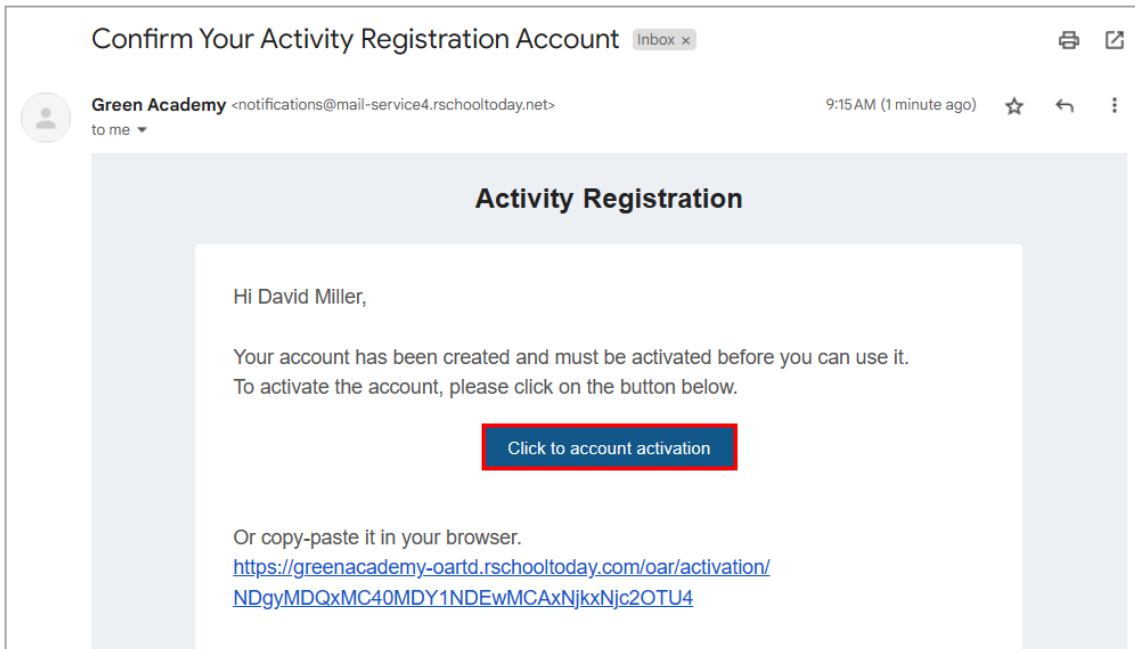 Confirm Your Activity Registration Account Inbox ×
Green Academy <notifications@mail-service4.rschooltoday.net> 9:15 AM (1 minute ago)
to me
Activity Registration
Hi David Miller,
Your account has been created and must be activated before you can use it.
To activate the account, please click on the button below.
Click to account activation
Or copy-paste it in your browser.
https://greenacademy-oartd.rschooltoday.com/oar/activation/
NDgyMDQxMC40MDY1NDEwMCAxNjkxNjc2OTU4